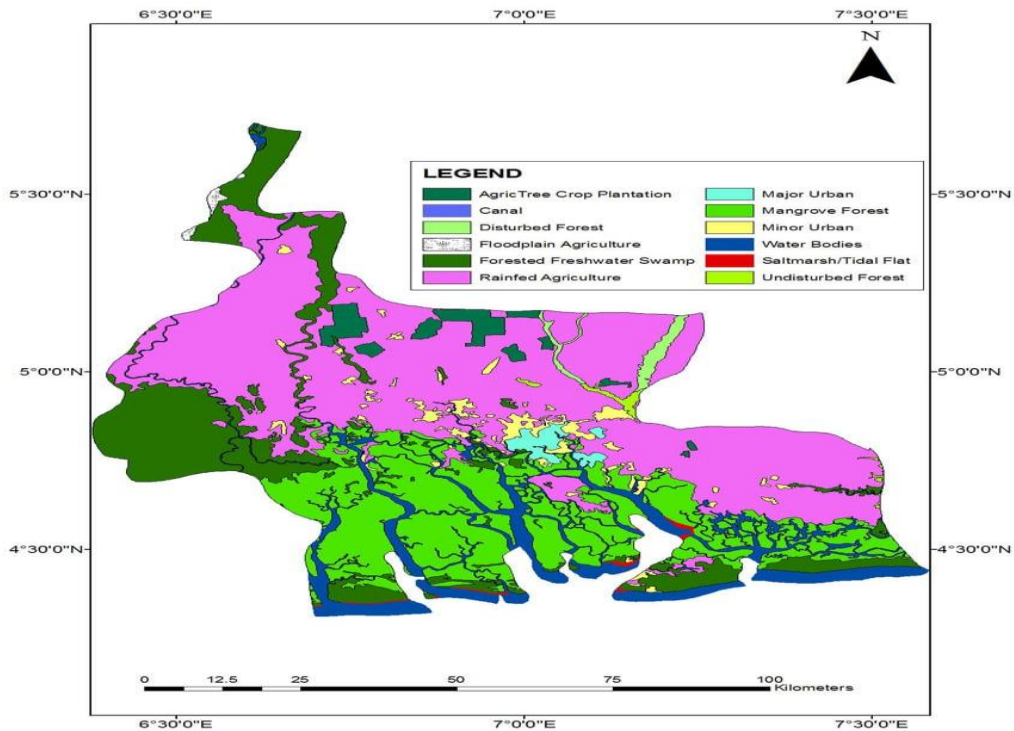 6°30'0"E 7°0'0"E 7°30'0"E
N
5°30'0"N 5°30'0"N
LEGEND
AgricTree Crop Plantation
Canal
Disturbed Forest
Floodplain Agriculture
Forested Freshwater Swamp
Rainfed Agriculture
Major Urban
Mangrove Forest
Minor Urban
Water Bodies
Saltmarsh/Tidal Flat
Undisturbed Forest
5°0'0"N 5°0'0"N
4°30'0"N 4°30'0"N
0 12.5 25 50 75 100
Kilometers
6°30'0"E 7°0'0"E 7°30'0"E